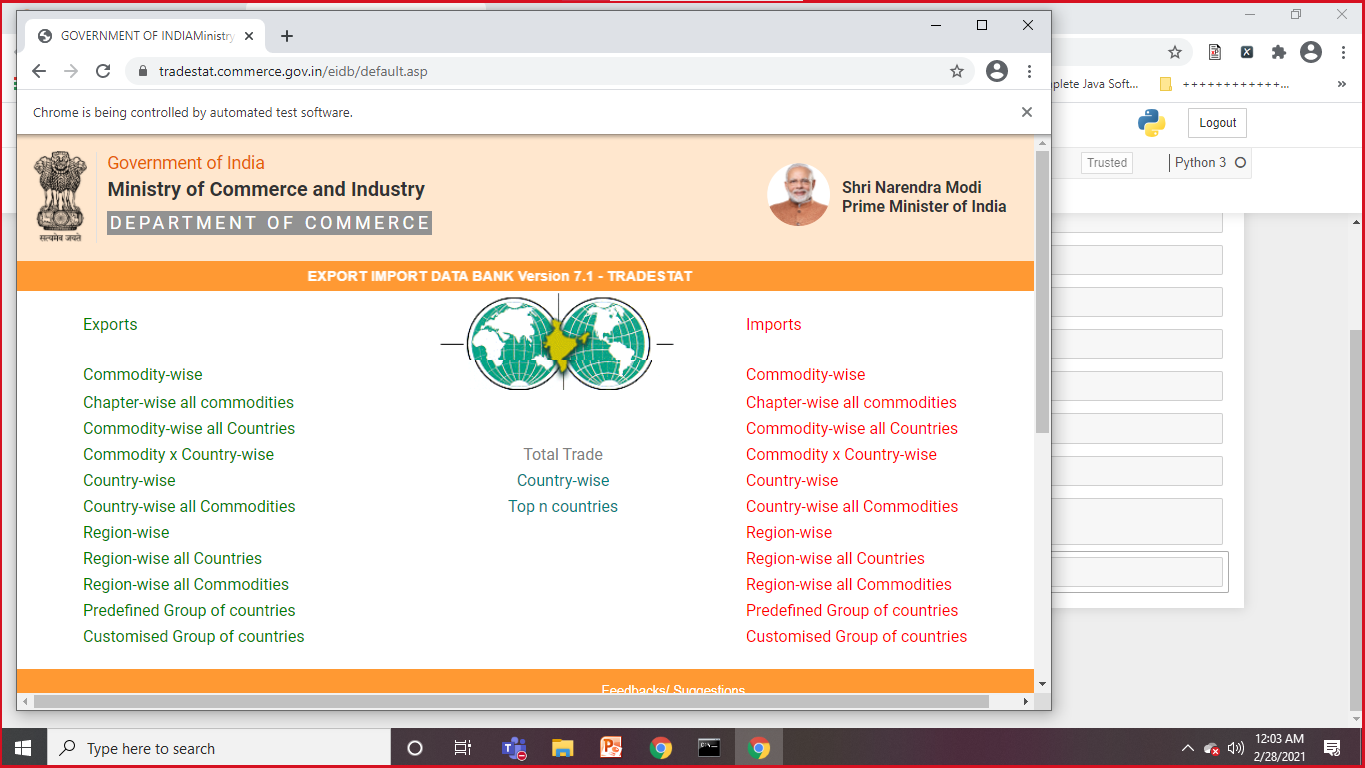 GOVERNMENT OF INDIAMinistry
tradestat.commerce.gov.in/eidb/default.asp
Chrome is being controlled by automated test software.
plete Java Soft...
++++++++++++...
Logout
Trusted
Python 3
Government of India
Ministry of Commerce and Industry
DEPARTMENT OF COMMERCE
सत्यमेव जयते
Shri Narendra Modi
Prime Minister of India
EXPORT IMPORT DATA BANK Version 7.1 - TRADESTAT
Exports
Commodity-wise
Chapter-wise all commodities
Commodity-wise all Countries
Commodity x Country-wise
Country-wise
Country-wise all Commodities
Region-wise
Region-wise all Countries
Region-wise all Commodities
Predefined Group of countries
Customised Group of countries
Total Trade
Country-wise
Top n countries
Imports
Commodity-wise
Chapter-wise all commodities
Commodity-wise all Countries
Commodity x Country-wise
Country-wise
Country-wise all Commodities
Region-wise
Region-wise all Countries
Region-wise all Commodities
Predefined Group of countries
Customised Group of countries
Feedbacks/ Suggestions
Type here to search
12:03 AM
2/28/2021